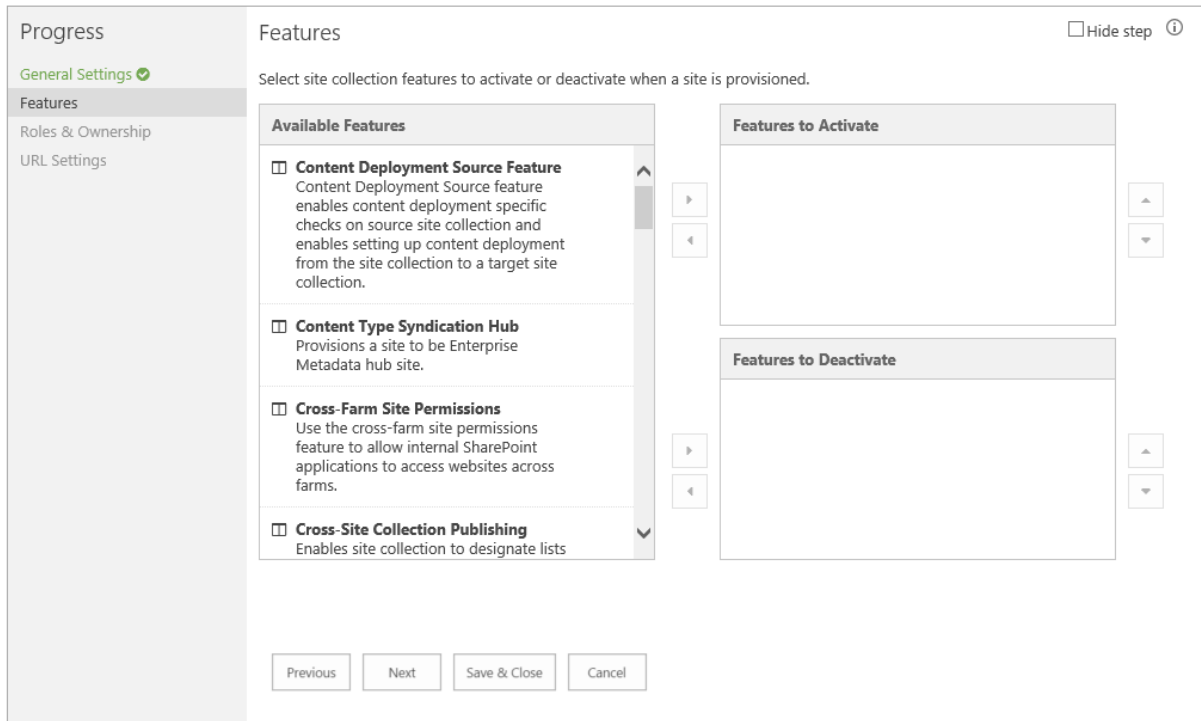 Progress
General Settings
Features
Roles & Ownership
URL Settings
Features
Hide step
Select site collection features to activate or deactivate when a site is provisioned.
Available Features
Content Deployment Source Feature
Content Deployment Source feature
enables content deployment specific
checks on source site collection and
enables setting up content deployment
from the site collection to a target site
collection.
Content Type Syndication Hub
Provisions a site to be Enterprise
Metadata hub site.
Cross-Farm Site Permissions
Use the cross-farm site permissions
feature to allow internal SharePoint
applications to access websites across
farms.
Cross-Site Collection Publishing
Enables site collection to designate lists
Features to Activate
Features to Deactivate
Previous
Next
Save & Close
Cancel